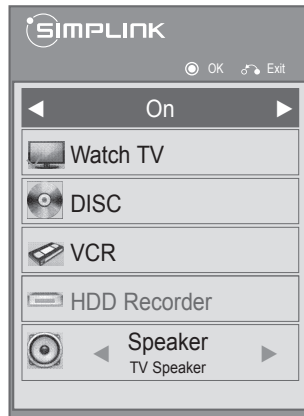 SIMPLINK
OK Exit
On
Watch TV
DISC
VCR
HDD Recorder
Speaker
TV Speaker